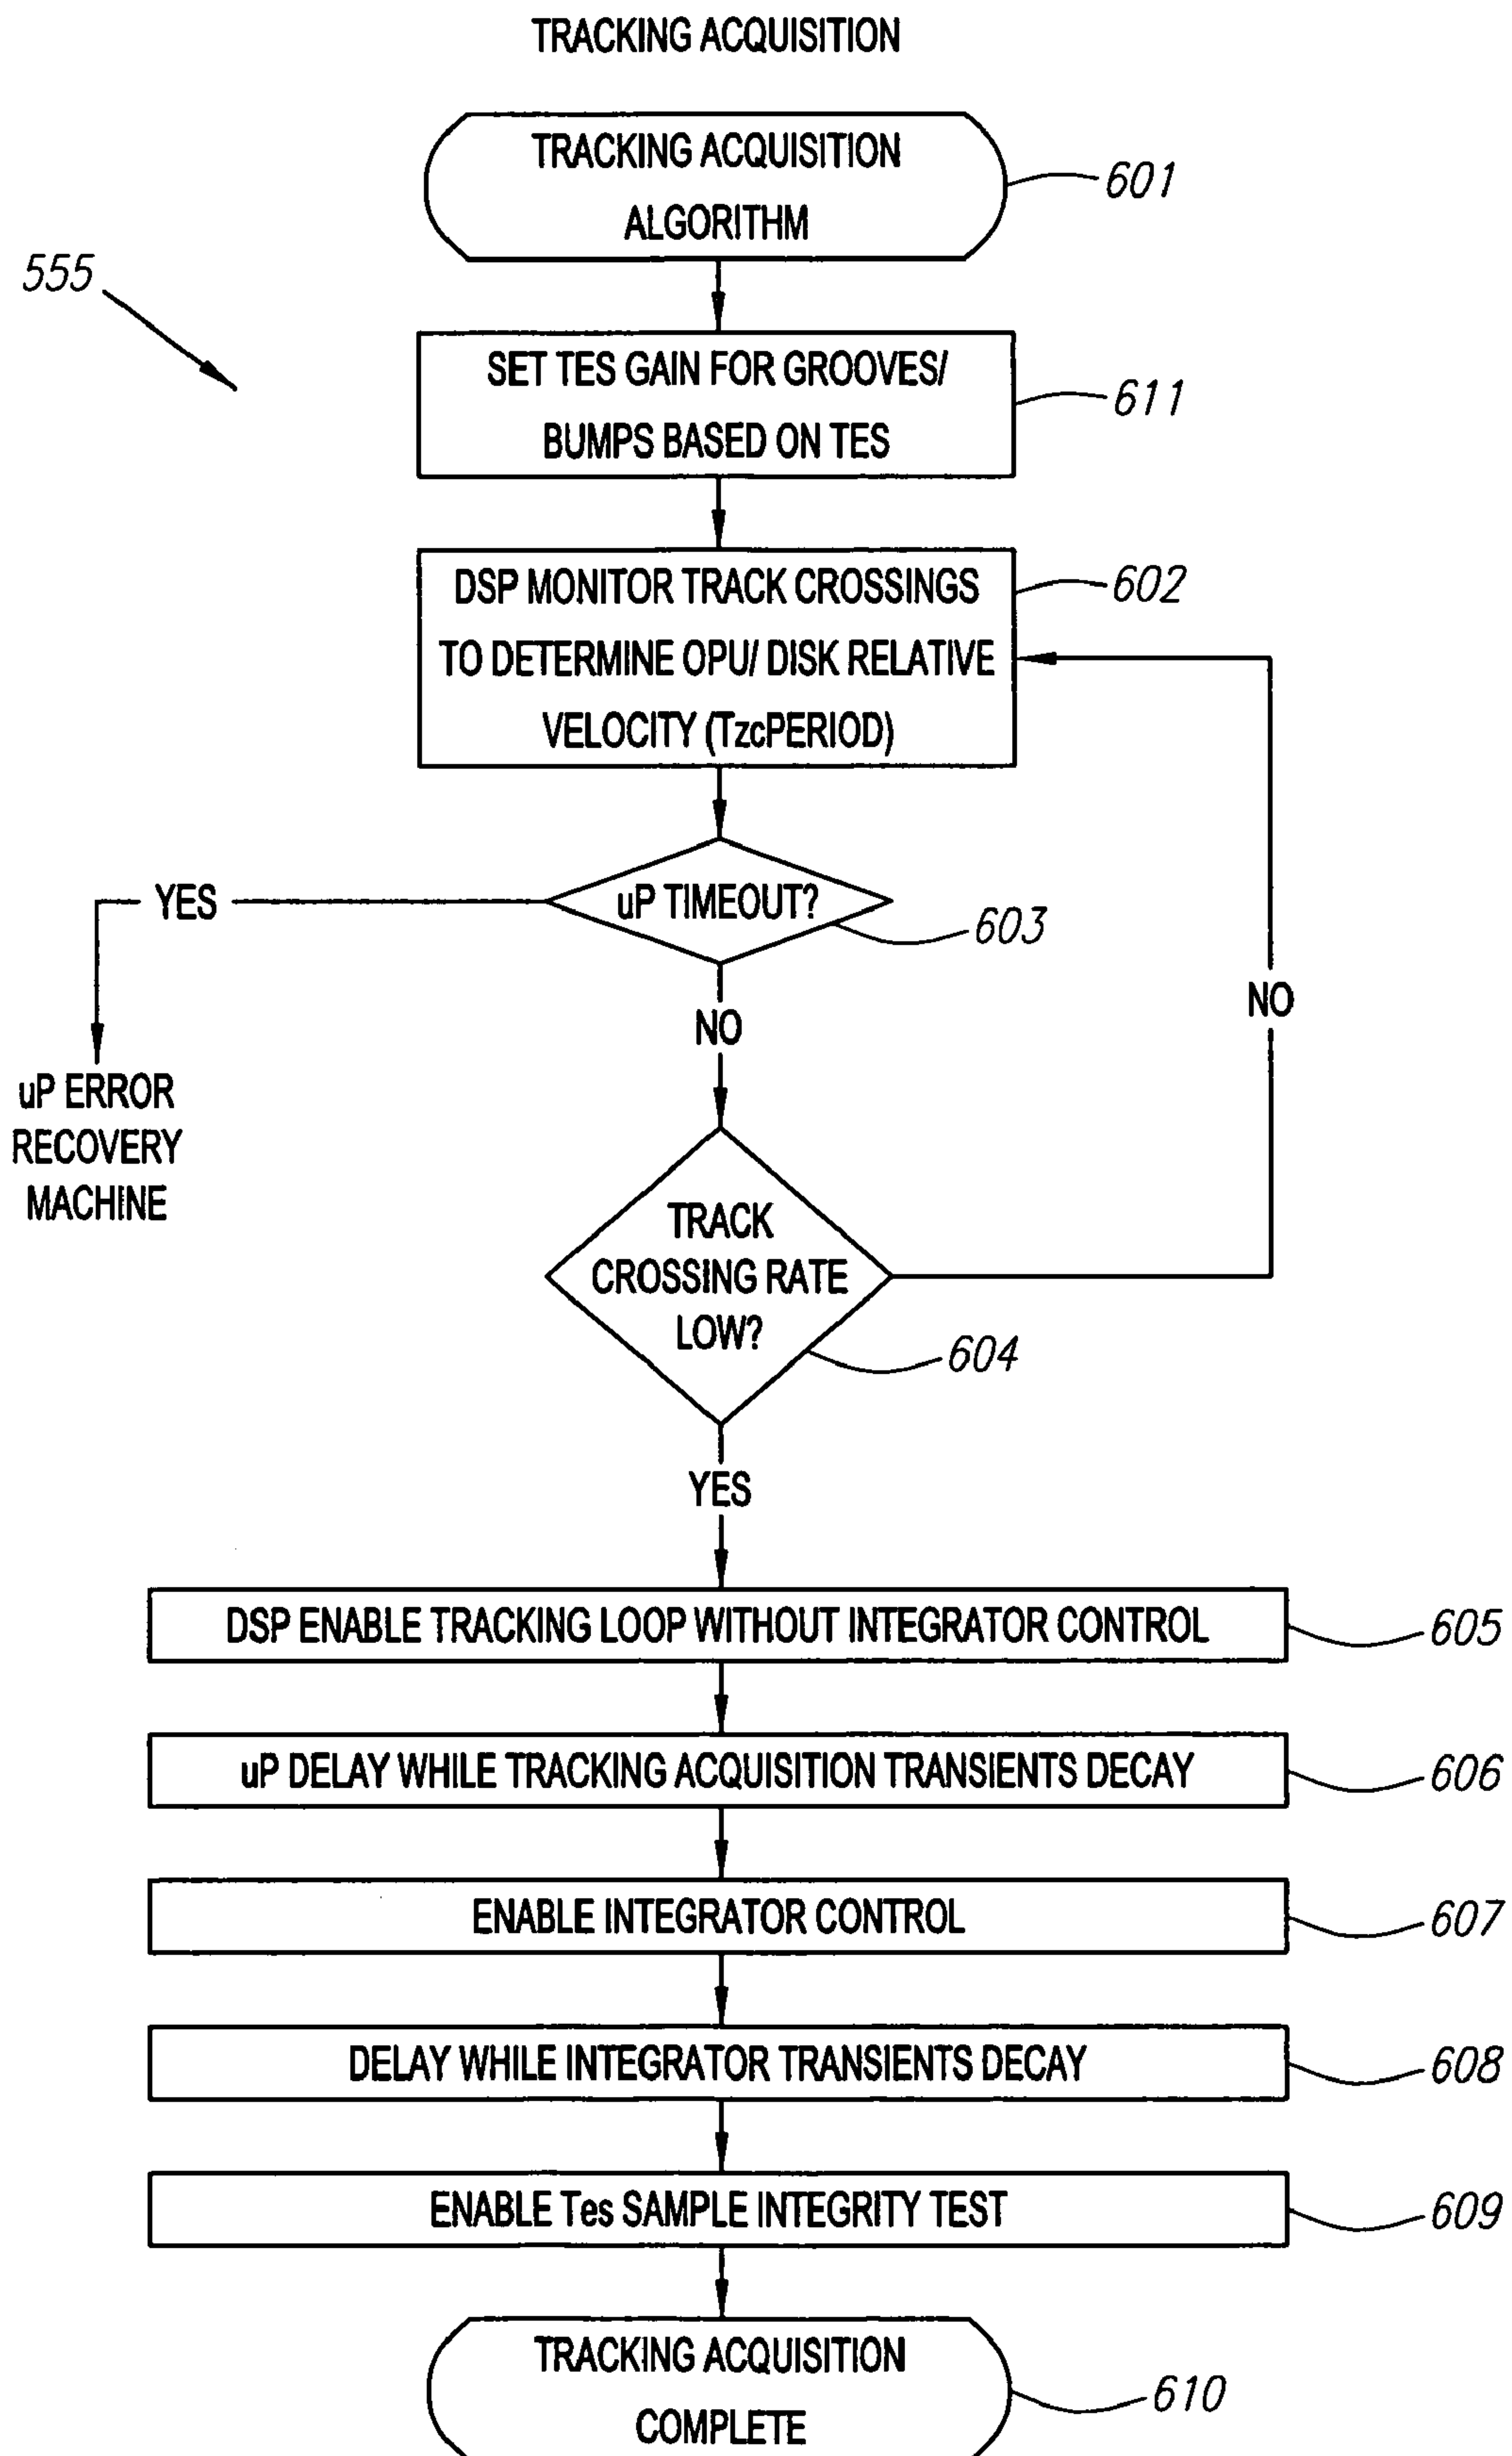 TRACKING ACQUISITION
TRACKING ACQUISITION
ALGORITHM
601
555
SET TES GAIN FOR GROOVES/
BUMPS BASED ON TES
611
DSP MONITOR TRACK CROSSINGS
TO DETERMINE OPU/ DISK RELATIVE
VELOCITY (TzcPERIOD)
602
YES
uP TIMEOUT?
603
NO
NO
uP ERROR
RECOVERY
MACHINE
TRACK
CROSSING RATE
LOW?
604
YES
DSP ENABLE TRACKING LOOP WITHOUT INTEGRATOR CONTROL
605
uP DELAY WHILE TRACKING ACQUISITION TRANSIENTS DECAY
606
ENABLE INTEGRATOR CONTROL
607
DELAY WHILE INTEGRATOR TRANSIENTS DECAY
608
ENABLE Tes SAMPLE INTEGRITY TEST
609
TRACKING ACQUISITION
COMPLETE
610